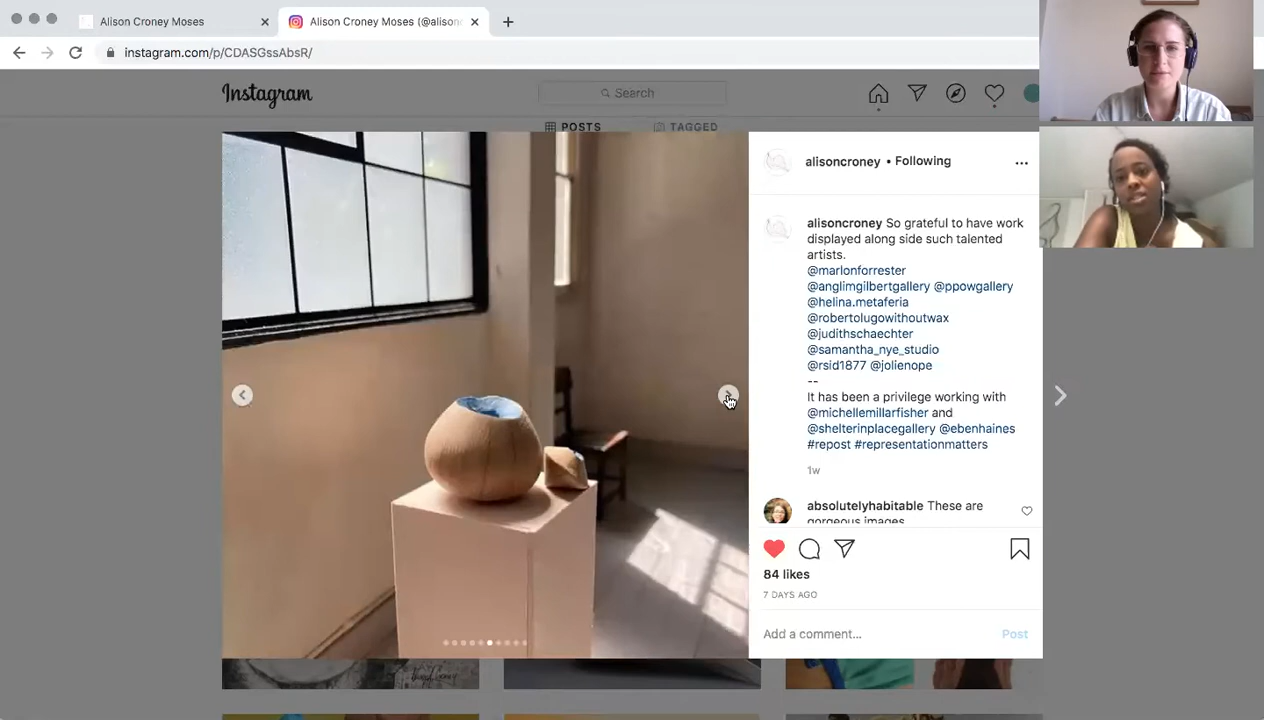 Alison Croney Moses
Alison Croney Moses (@alison
instagram.com/p/CDASGssAbsR/
Instagram
Search
POSTS
TAGGED
alisoncroney • Following
alisoncroney So grateful to have work
displayed along side such talented
artists.
@marlonforrester
@anglimgilbertgallery @ppowgallery
@helina.metaferia
@robertolugowithoutwax
@judithschaechter
@samantha_nye_studio
@rsid1877 @jolienope
--
It has been a privilege working with
@michellemillarfisher and
@shelterinplacegallery @ebenhaines
#repost #representationmatters
1w
absolutelyhabitable These are
gorgeous images
84 likes
7 DAYS AGO
Add a comment...
Post